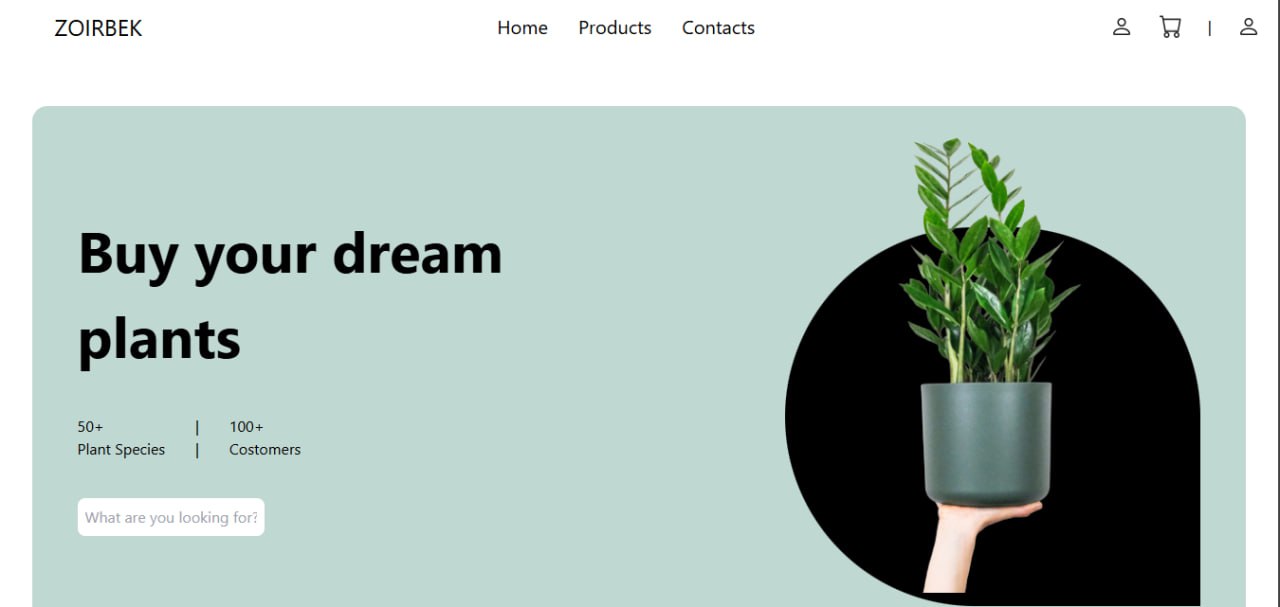 ZOIRBEK
Home Products Contacts
|
Buy your dream
plants
50+ | 100+
Plant Species | Costomers
What are you looking for?